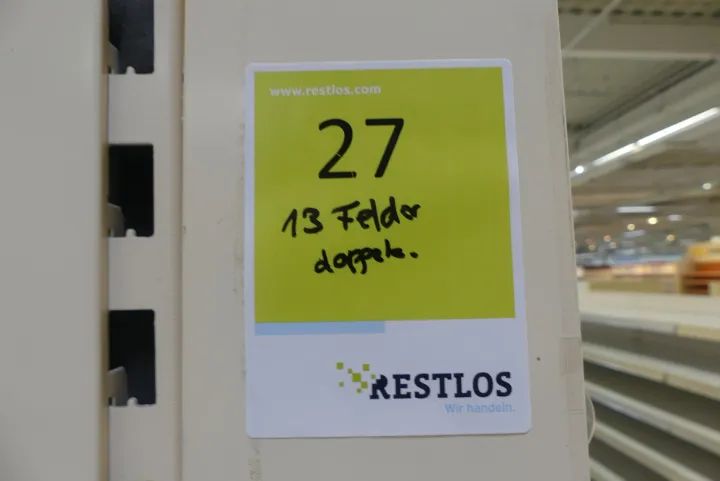 www.restlos.com
27
13 Felder
doppelt.
RESTLOS
Wir handeln.